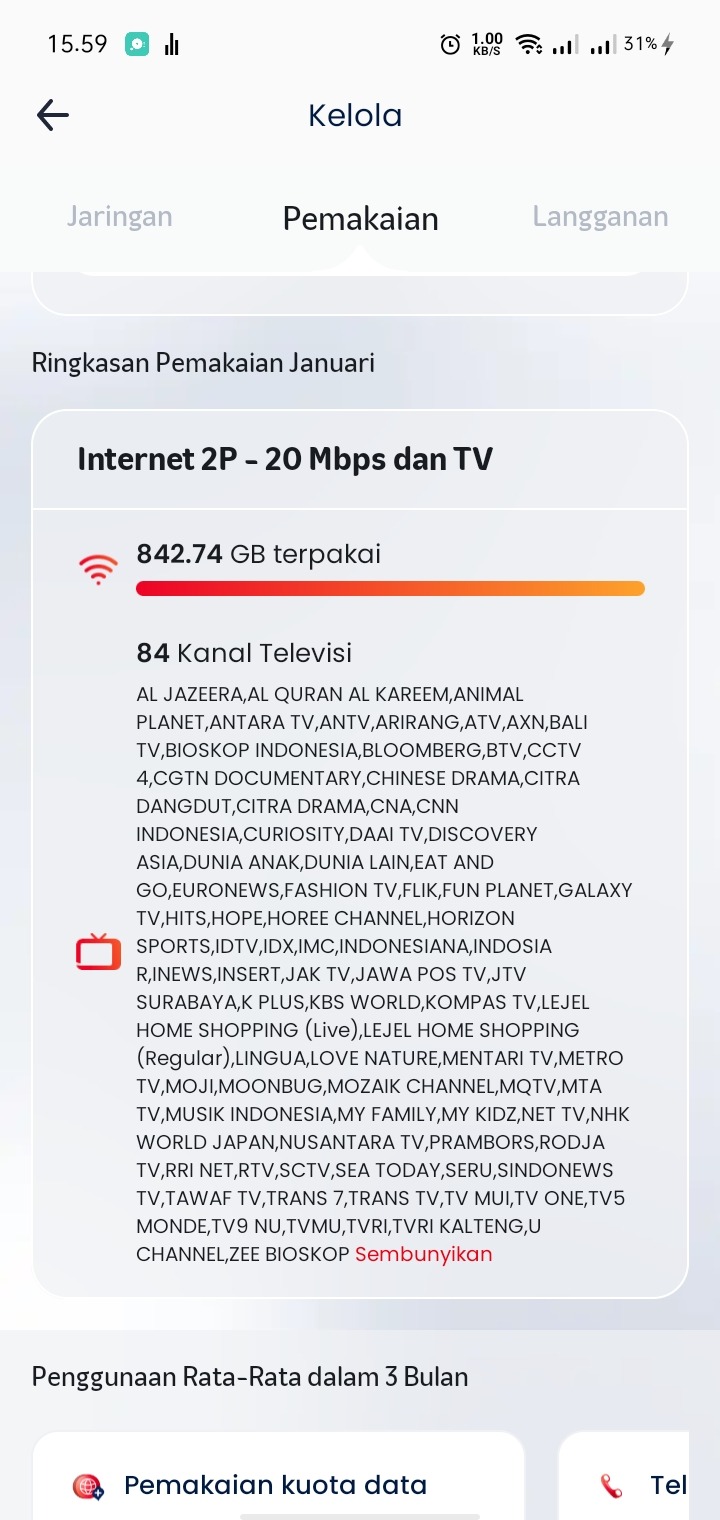 15.59
1.00
KB/S
31%
Kelola
Jaringan
Pemakaian
Langganan
Ringkasan Pemakaian Januari
Internet 2P - 20 Mbps dan TV
842.74 GB terpakai
84 Kanal Televisi
AL JAZEERA,AL QURAN AL KAREEM,ANIMAL
PLANET,ANTARA TV,ANTV,ARIRANG,ATV,AXN,BALI
TV,BIOSKOP INDONESIA,BLOOMBERG,BTV,CCTV
4,CGTN DOCUMENTARY,CHINESE DRAMA,CITRA
DANGDUT,CITRA DRAMA,CNA,CNN
INDONESIA,CURIOSITY,DAAI TV,DISCOVERY
ASIA,DUNIA ANAK,DUNIA LAIN,EAT AND
GO,EURONEWS,FASHION TV,FLIK,FUN PLANET,GALAXY
TV,HITS,HOPE,HOREE CHANNEL,HORIZON
SPORTS,IDTV,IDX,IMC,INDONESIANA,INDOSIA
R,INEWS,INSERT,JAK TV,JAWA POS TV,JTV
SURABAYA,K PLUS,KBS WORLD,KOMPAS TV,LEJEL
HOME SHOPPING (Live),LEJEL HOME SHOPPING
(Regular),LINGUA,LOVE NATURE,MENTARI TV,METRO
TV,MOJI,MOONBUG,MOZAIK CHANNEL,MQTV,MTA
TV,MUSIK INDONESIA,MY FAMILY,MY KIDZ,NET TV,NHK
WORLD JAPAN,NUSANTARA TV,PRAMBORS,RODJA
TV,RRI NET,RTV,SCTV,SEA TODAY,SERU,SINDONEWS
TV,TAWAF TV,TRANS 7,TRANS TV,TV MUI,TV ONE,TV5
MONDE,TV9 NU,TVMU,TVRI,TVRI KALTENG,U
CHANNEL,ZEE BIOSKOP Sembunyikan
Penggunaan Rata-Rata dalam 3 Bulan
Pemakaian kuota data
Tel